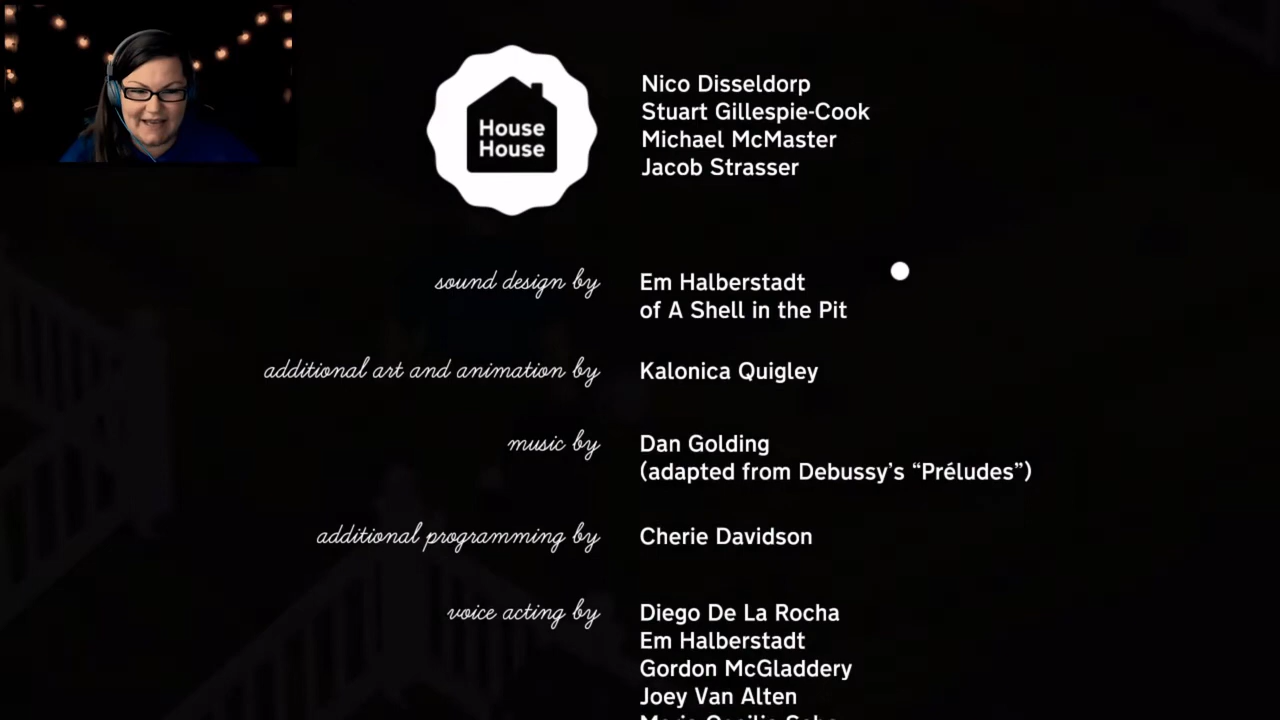 House
House
Nico Disseldorp
Stuart Gillespie-Cook
Michael McMaster
Jacob Strasser
sound design by
Em Halberstadt
of A Shell in the Pit
additional art and animation by
Kalonica Quigley
music by
Dan Golding
(adapted from Debussy's “Préludes”)
additional programming by
Cherie Davidson
voice acting by
Diego De La Rocha
Em Halberstadt
Gordon McGladdery
Joey Van Alten